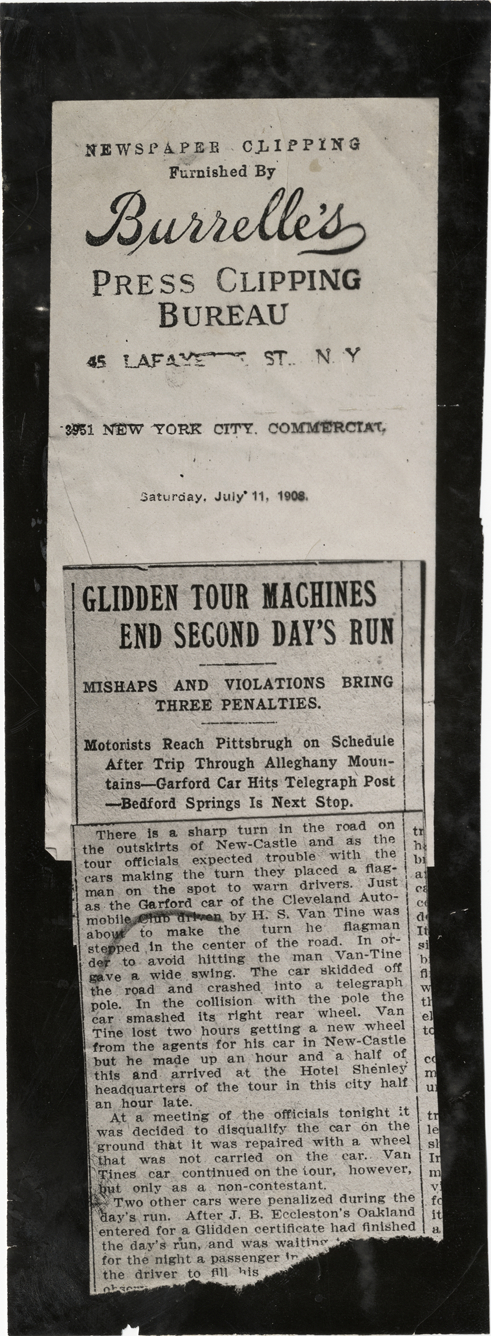 NEWSPAPER CLIPPING
Furnished By
Burrelle's
PRESS CLIPPING
BUREAU
45 LAFAYETTE ST. N Y
3951 NEW YORK CITY. COMMERCIAL.
Saturday, July 11, 1908.
GLIDDEN TOUR MACHINES
END SECOND DAY'S RUN
MISHAPS AND VIOLATIONS BRING
THREE PENALTIES.
Motorists Reach Pittsbrugh on Schedule
After Trip Through Alleghany Moun-
tains—Garford Car Hits Telegraph Post
—Bedford Springs Is Next Stop.
There is a sharp turn in the road on
the outskirts of New-Castle and as the
tour officials expected trouble with the
cars making the turn they placed a flag-
man on the spot to warn drivers. Just
as the Garford car of the Cleveland Auto-
mobile Club driven by H. S. Van Tine was
about to make the turn he flagman
stepped in the center of the road. In or-
der to avoid hitting the man Van-Tine
gave a wide swing. The car skidded off
the road and crashed into a telegraph
pole. In the collision with the pole the
car smashed its right rear wheel. Van
Tine lost two hours getting a new wheel
from the agents for his car in New-Castle
but he made up an hour and a half of
this and arrived at the Hotel Shenley
headquarters of the tour in this city half
an hour late.
At a meeting of the officials tonight it
was decided to disqualify the car on the
ground that it was repaired with a wheel
that was not carried on the car. Van
Tines car continued on the tour, however,
but only as a non-contestant.
Two other cars were penalized during the
day's run. After J. B. Eccleston's Oakland
entered for a Glidden certificate had finished
the day's run, and was waiting
for the night a passenger in
the driver to fill his